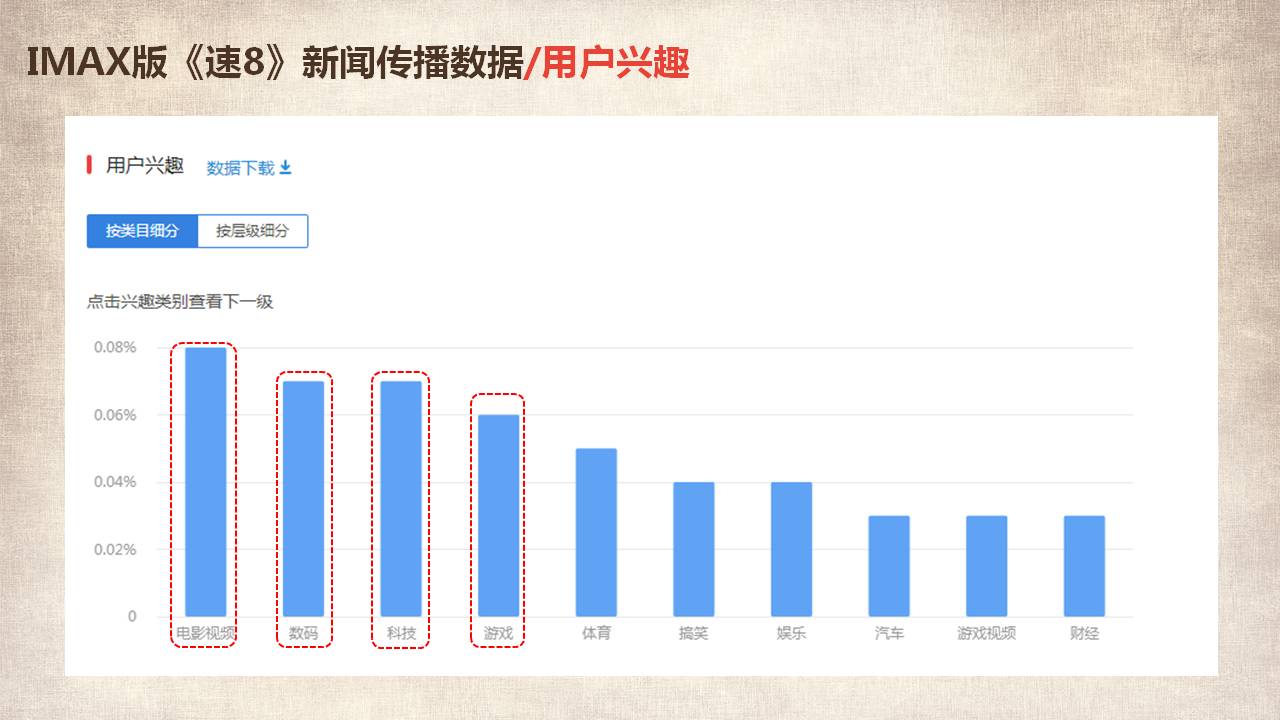 IMAX版《速8》新闻传播数据/用户兴趣
用户兴趣 数据下载
按类目细分 按层级细分
点击兴趣类别查看下一级
0.08%
0.06%
0.04%
0.02%
0
电影视频 数码 科技 游戏 体育 搞笑 娱乐 汽车 游戏视频 财经